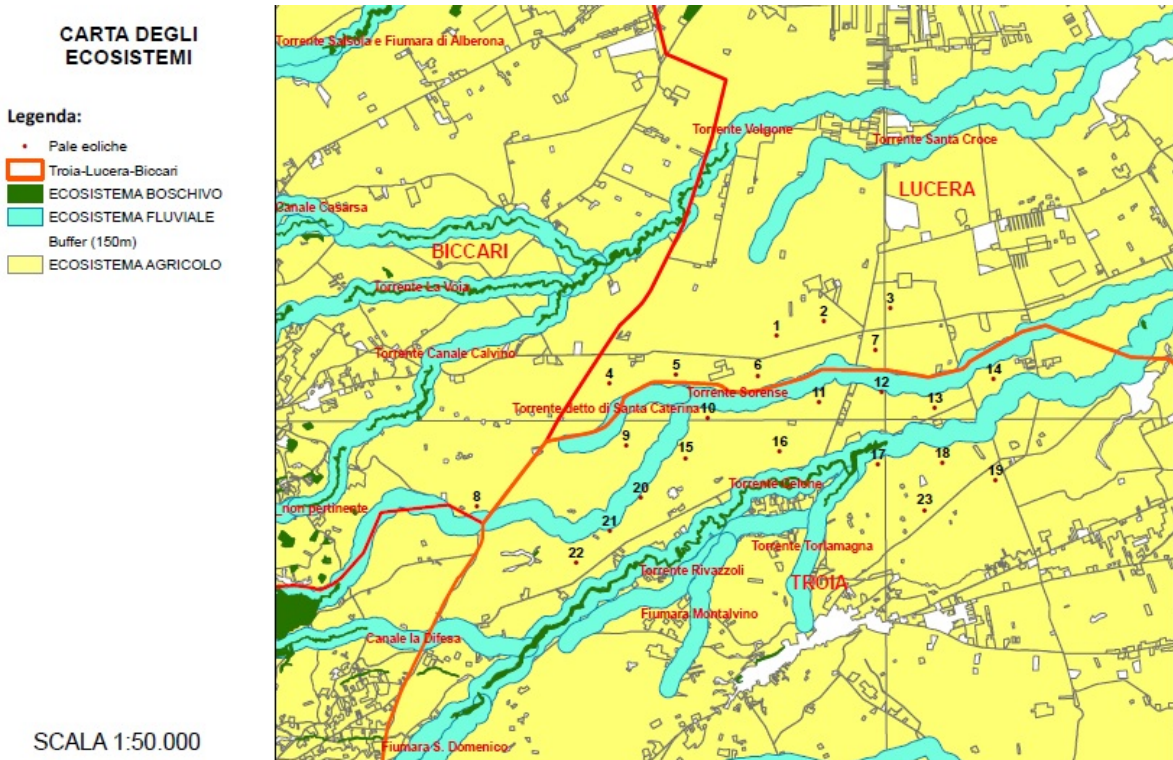 CARTA DEGLI
ECOSISTEMI
Legenda:
Pale eoliche
Troia-Lucera-Biccari
ECOSISTEMA BOSCHIVO
ECOSISTEMA FLUVIALE
Buffer (150m)
ECOSISTEMA AGRICOLO
SCALA 1:50.000
Torrente Salsola e Fiumara di Alberona
Torrente Volgone
Torrente Santa Croce
LUCERA
Canale Casarsa
BICCARI
Torrente La Voia
3
2
1
7
Torrente Canale Calvino
5
6
4
14
12
Torrente Sorense
11
13
Torrente detto di Santa Caterina
10
9
16
15
17
18
19
Torrente Celone
20
8
23
non pertinente
21
22
Torrente Torlamagna
Torrente Rivazzoli
TROIA
Fiumara Montalvino
Canale la Difesa
Fiumara S. Domenico